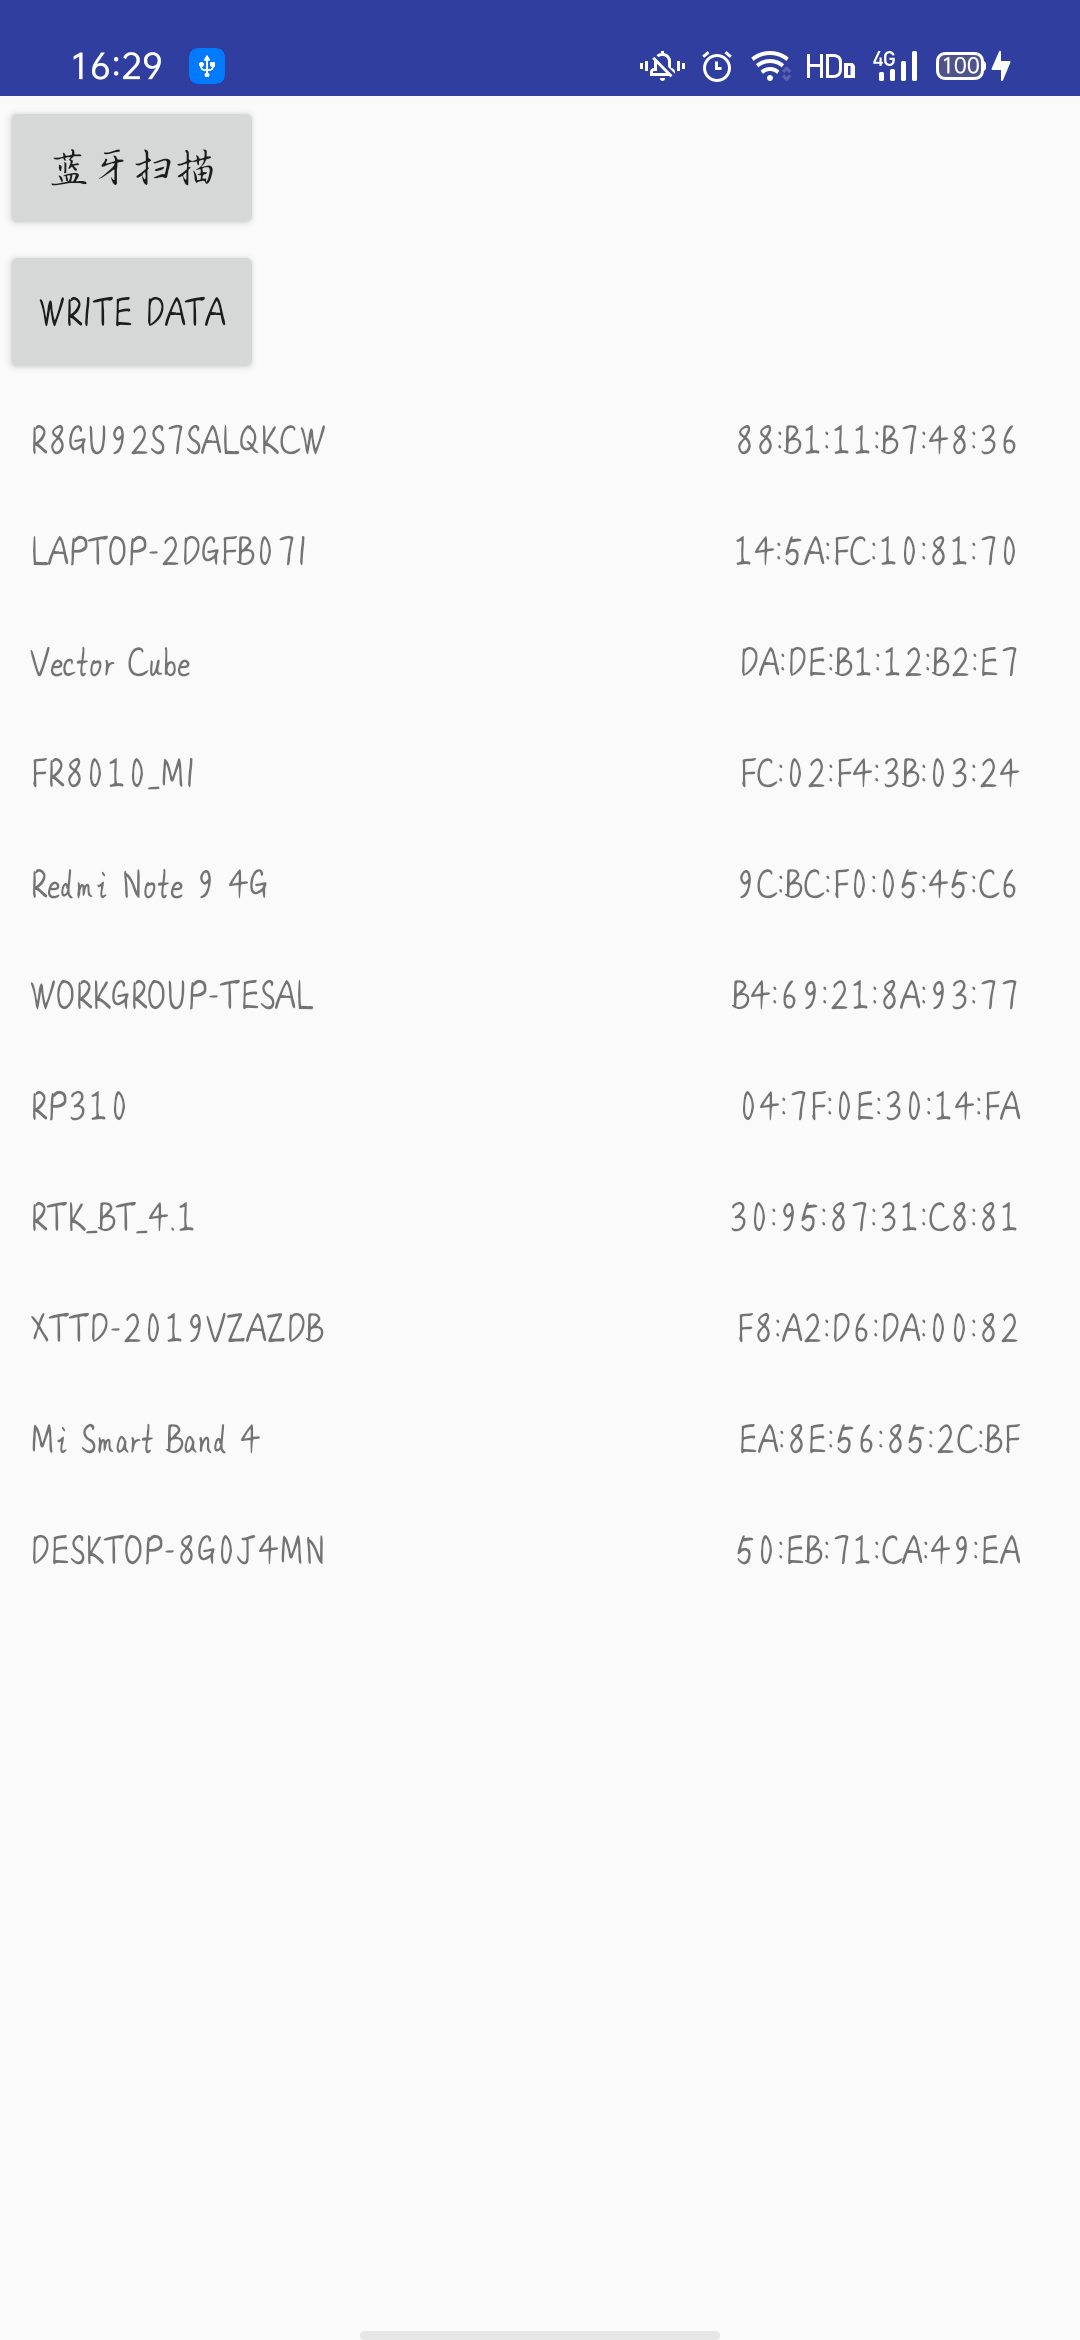 16:29 HD 4G 100
蓝牙扫描
WRITE DATA
R8GU92S7SALQKCW 88:B1:11:B7:48:36
LAPTOP-2DGFB07I 14:5A:FC:10:81:70
Vector Cube DA:DE:B1:12:B2:E7
FR8010_MI FC:02:F4:3B:03:24
Redmi Note 9 4G 9C:BC:F0:05:45:C6
WORKGROUP-TESAL B4:69:21:8A:93:77
RP310 04:7F:0E:30:14:FA
RTK_BT_4.1 30:95:87:31:C8:81
XTTD-2019VZAZDB F8:A2:D6:DA:00:82
Mi Smart Band 4 EA:8E:56:85:2C:BF
DESKTOP-8G0J4MN 50:EB:71:CA:49:EA